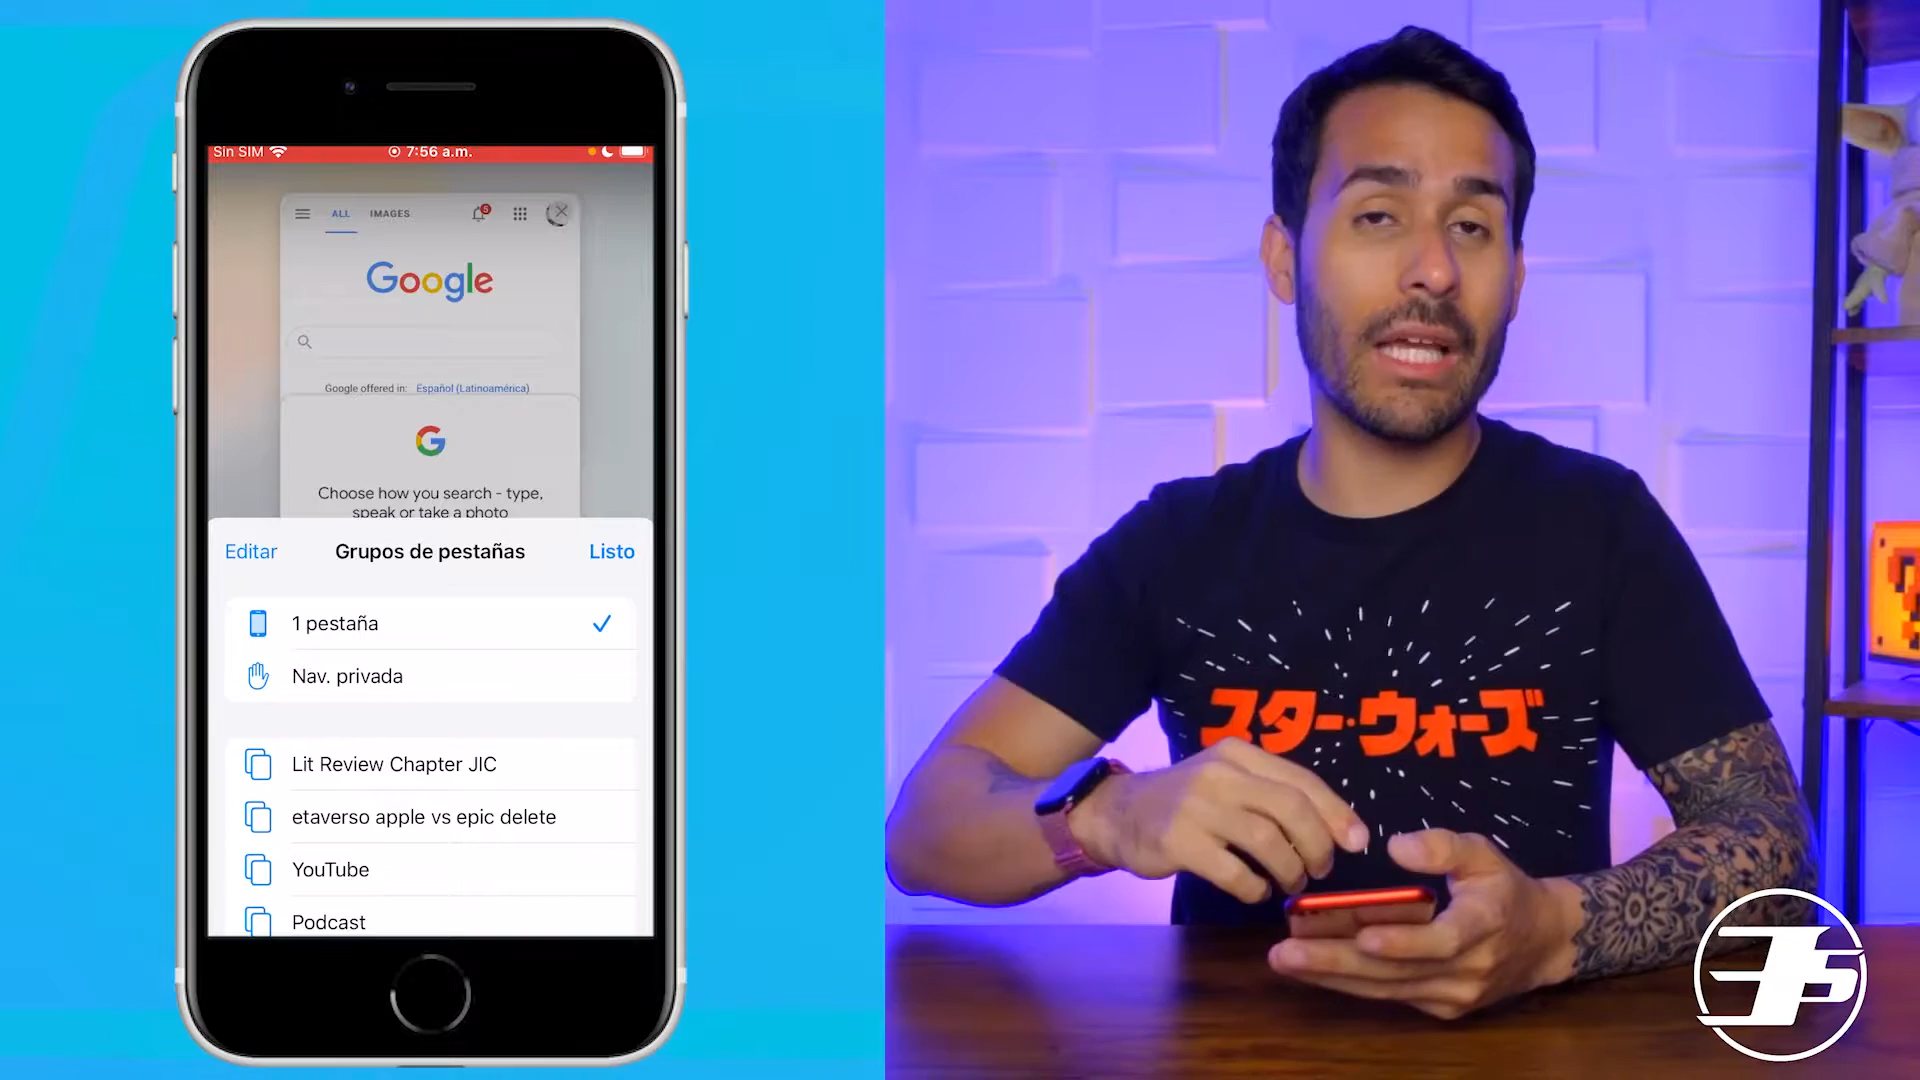 Sin SIM
7:56 a.m.
ALL IMAGES
5
Google
Google offered in: Español (Latinoamérica)
G
Choose how you search - type,
speak or take a photo
Editar Grupos de pestañas Listo
1 pestaña
Nav. privada
Lit Review Chapter JIC
etaverso apple vs epic delete
YouTube
Podcast
スター・ウォーズ
?